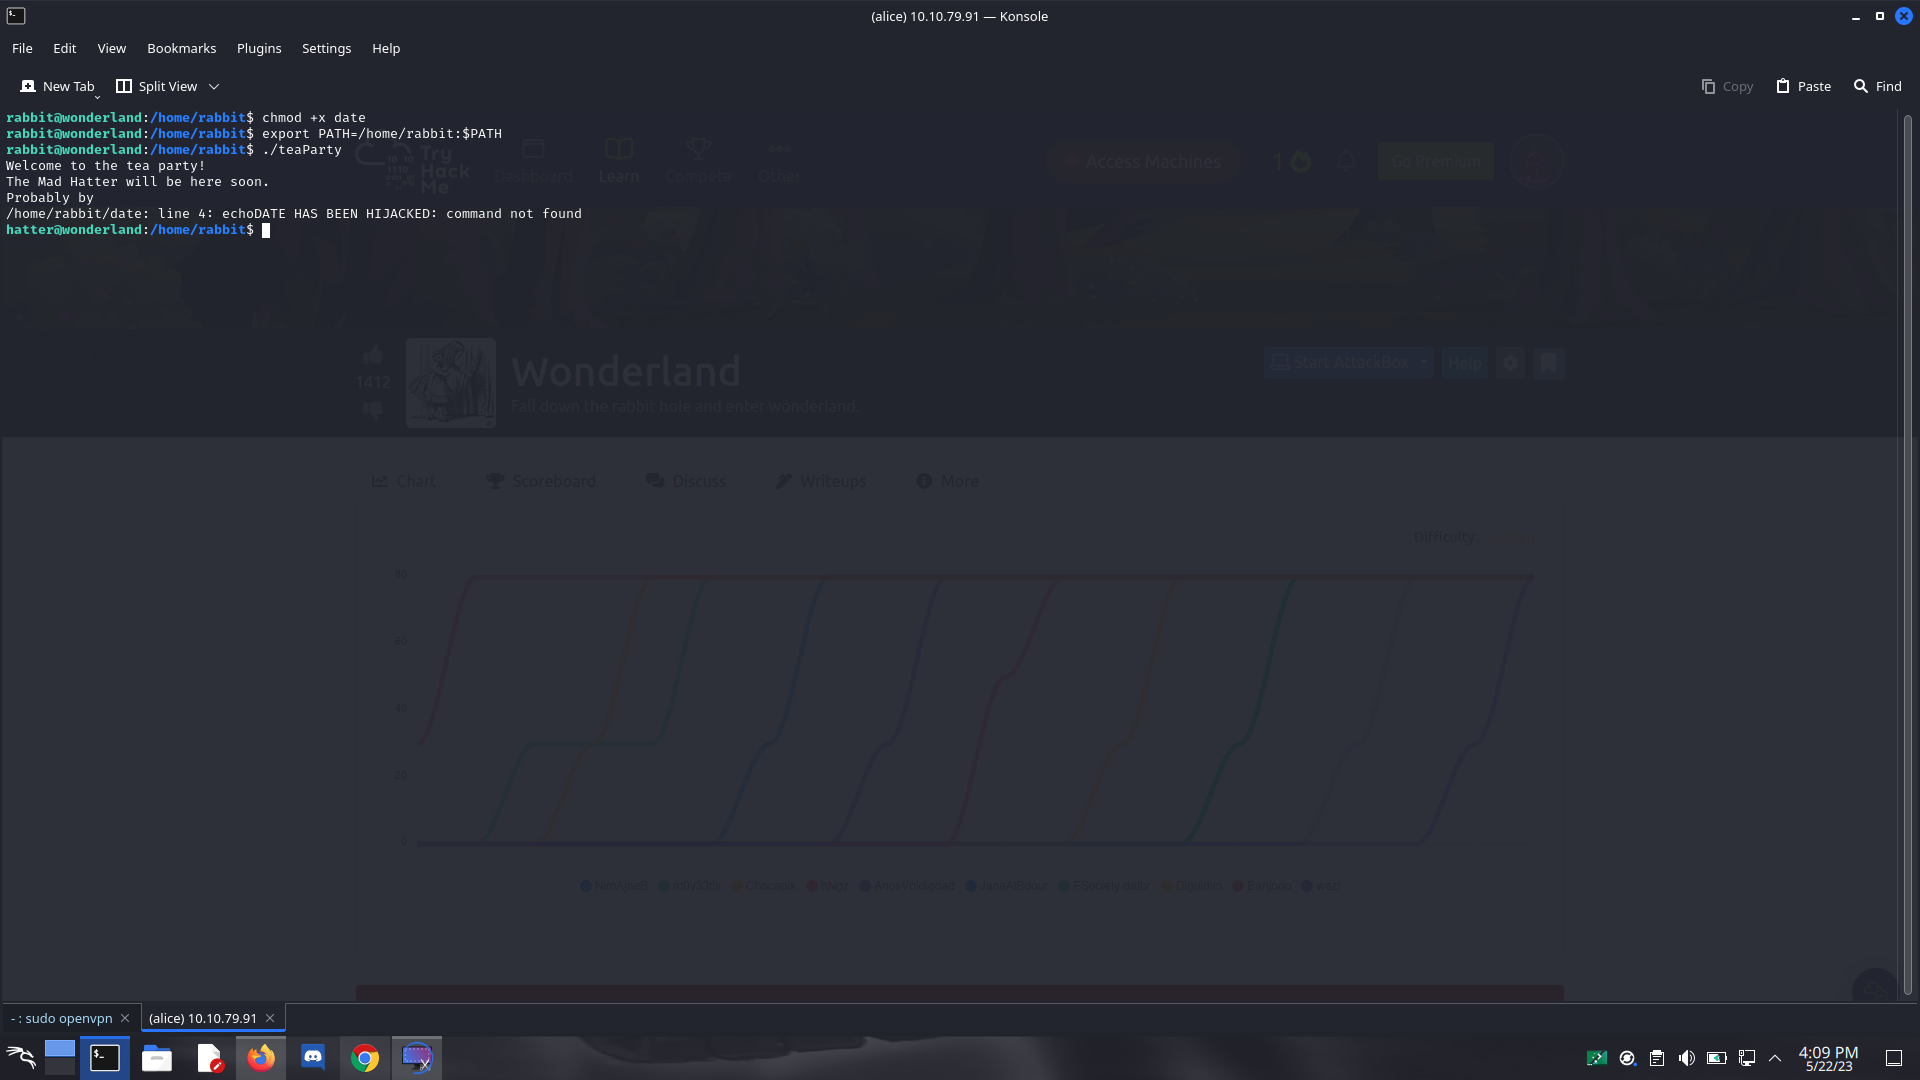 (alice) 10.10.79.91 — Konsole
File Edit View Bookmarks Plugins Settings Help
New Tab Split View Copy Paste Find
rabbit@wonderland:/home/rabbit$ chmod +x date
rabbit@wonderland:/home/rabbit$ export PATH=/home/rabbit:$PATH
rabbit@wonderland:/home/rabbit$ ./teaParty
Welcome to the tea party!
The Mad Hatter will be here soon.
Probably by
/home/rabbit/date: line 4: echoDATE HAS BEEN HIJACKED: command not found
hatter@wonderland:/home/rabbit$
Try Hack Me
Dashboard Learn Compete Other Access Machines 1 Go Premium
1412
Wonderland
Fall down the rabbit hole and enter wonderland.
Start AttackBox Help
Chart Scoreboard Discuss Writeups More
Difficulty
80
60
40
20
0
- : sudo openvpn (alice) 10.10.79.91
4:09 PM
5/22/23